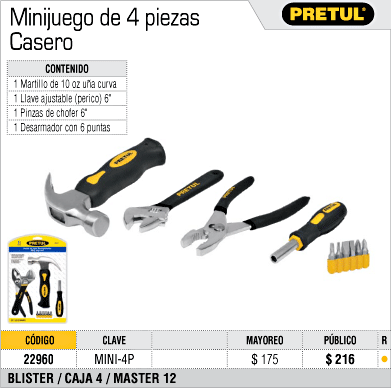 Minijuego de 4 piezas
Casero
PRETUL®
CONTENIDO
1 Martillo de 10 oz uña curva
1 Llave ajustable (perico) 6"
1 Pinzas de chofer 6"
1 Desarmador con 6 puntas
PRETUL
PRETUL
CÓDIGO CLAVE MAYOREO PÚBLICO R
22960 MINI-4P $ 175 $ 216
BLISTER / CAJA 4 / MASTER 12